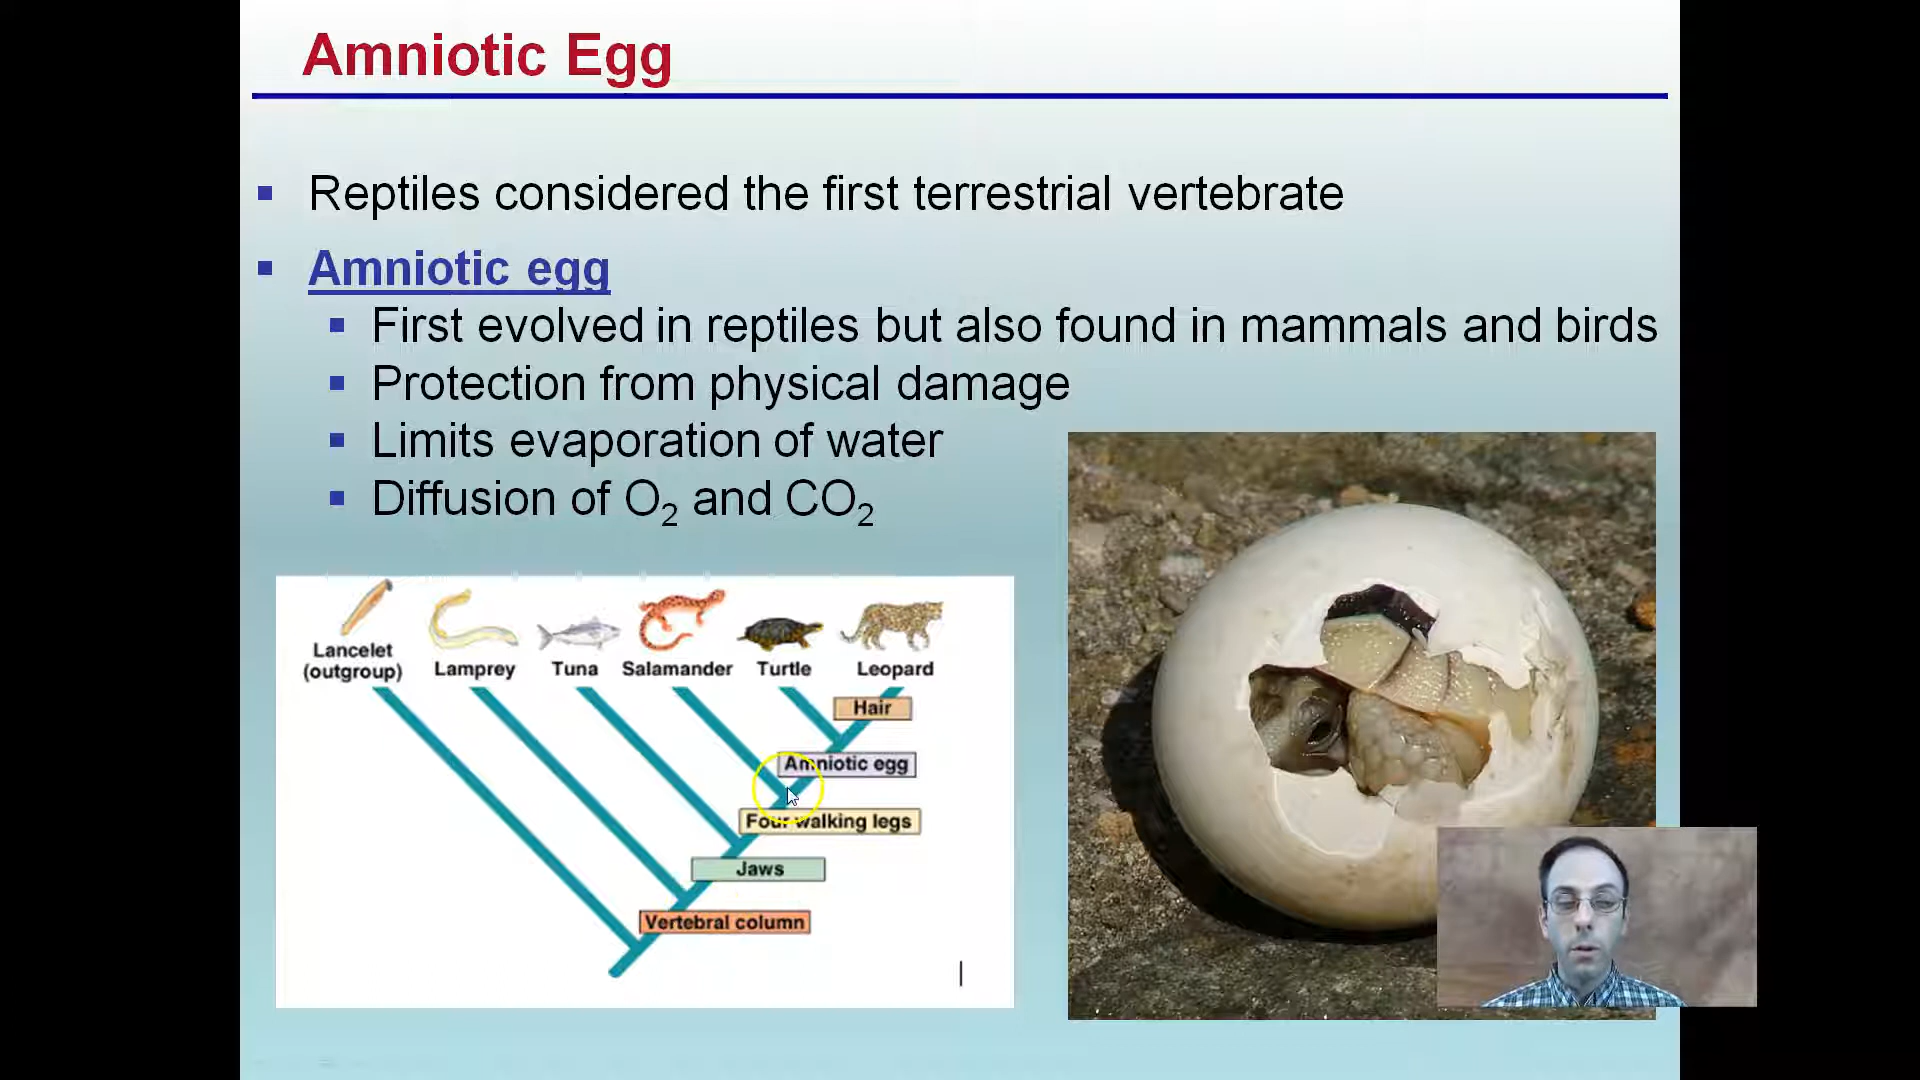 Amniotic Egg
Reptiles considered the first terrestrial vertebrate
Amniotic egg
First evolved in reptiles but also found in mammals and birds
Protection from physical damage
Limits evaporation of water
Diffusion of O₂ and CO₂
Lancelet
(outgroup)
Lamprey
Tuna
Salamander
Turtle
Leopard
Hair
Amniotic egg
Four walking legs
Jaws
Vertebral column